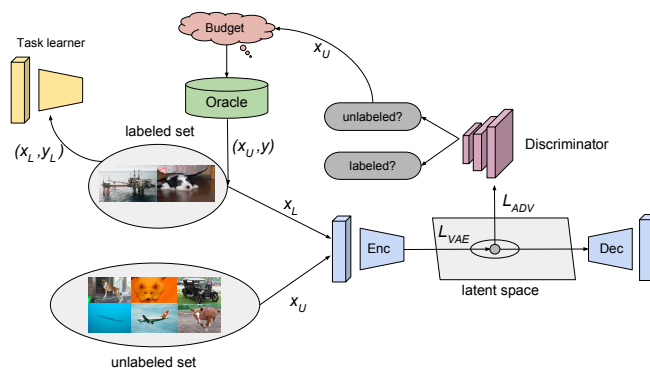 Budget
x_U
Task learner
Oracle
unlabeled?
labeled set
(x_U,y)
(x_L,y_L)
labeled?
Discriminator
x_L
L_ADV
L_VAE
Enc
Dec
latent space
x_U
unlabeled set